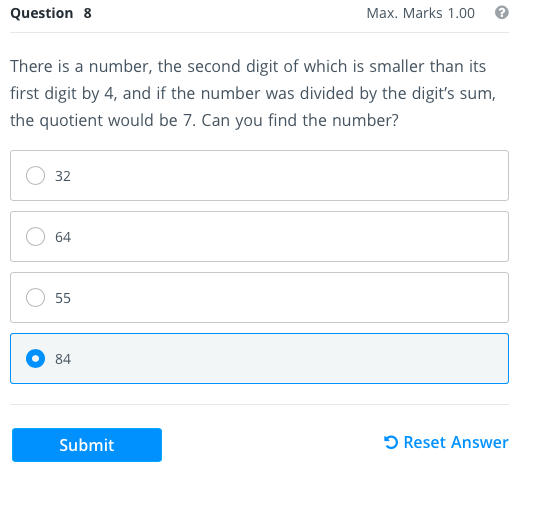 Question 8 Max. Marks 1.00
There is a number, the second digit of which is smaller than its
first digit by 4, and if the number was divided by the digit’s sum,
the quotient would be 7. Can you find the number?
32
64
55
84
Submit Reset Answer